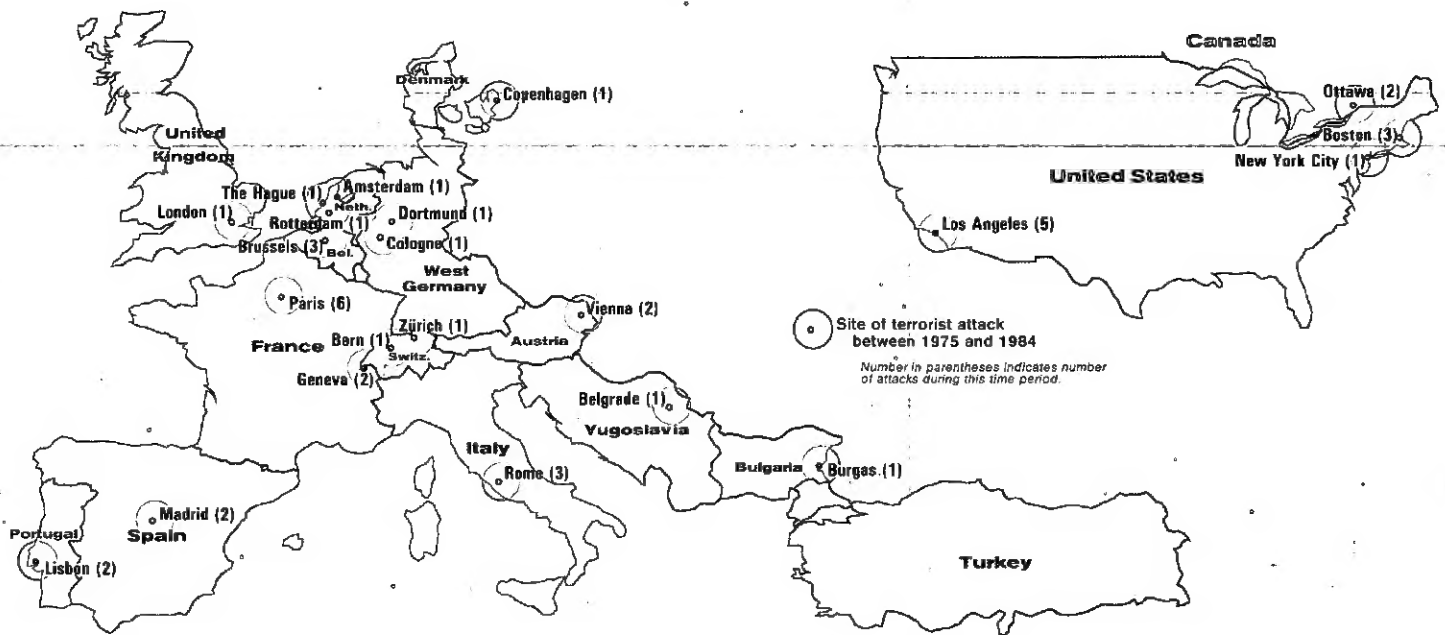 Canada
Denmark
Copenhagen (1)
Ottawa (2)
United
Kingdom
Boston (3)
New York City (1)
United States
The Hague (1)
Amsterdam (1)
Neth.
London (1)
Rotterdam (1)
Dortmund (1)
Brussels (3)
Bel.
Cologne (1)
Los Angeles (5)
West
Germany
Paris (6)
Vienna (2)
Zürich (1)
Bern (1)
France
Switz.
Austria
Geneva (2)
Site of terrorist attack
between 1975 and 1984
Number in parentheses indicates number
of attacks during this time period.
Belgrade (1)
Yugoslavia
Italy
Rome (3)
Bulgaria
Burgas (1)
Madrid (2)
Spain
Portugal
Lisbon (2)
Turkey